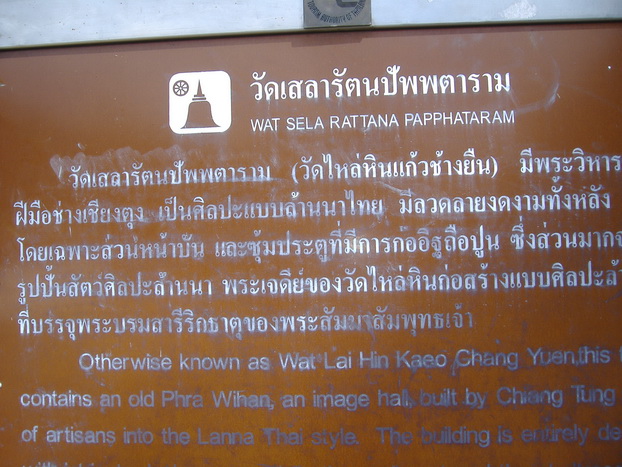 วัดเสลารัตนปัพพตาราม
WAT SELA RATTANA PAPPHATARAM
วัดเสลารัตนปัพพตาราม (วัดไหล่หินแก้วช้างยืน) มีพระวิหาร
ฝีมือช่างเชียงตุง เป็นศิลปะแบบล้านนาไทย มีลวดลายงดงามทั้งหลัง
โดยเฉพาะส่วนหน้าบัน และซุ้มประตูที่มีการก่ออิฐถือปูน ซึ่งส่วนมาก
รูปปั้นสัตว์ศิลปะล้านนา พระเจดีย์ของวัดไหล่หินก่อสร้างแบบศิลปะ
ที่บรรจุพระบรมสารีริกธาตุของพระสัมมาสัมพุทธเจ้า
Otherwise known as Wat Lai Hin Kaeo Chang Yuen,this
contains an old Phra Wihan, an image hall, built by Chiang Tung
of artisans into the Lanna Thai style. The building is entirely